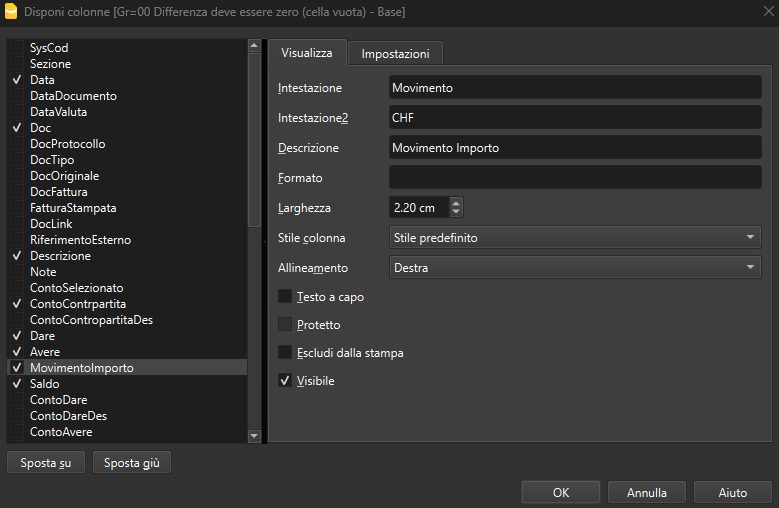 Disponi colonne [Gr=00 Differenza deve essere zero (cella vuota) - Base]
SysCod
Sezione
Data
DataDocumento
DataValuta
Doc
DocProtocollo
DocTipo
DocOriginale
DocFattura
FatturaStampata
DocLink
RiferimentoEsterno
Descrizione
Note
ContoSelezionato
ContoContrpartita
ContoContropartitaDes
Dare
Avere
MovimentoImporto
Saldo
ContoDare
ContoDareDes
ContoAvere
Sposta su
Sposta giù
Visualizza
Impostazioni
Intestazione
Movimento
Intestazione2
CHF
Descrizione
Movimento Importo
Formato
Larghezza
2.20 cm
Stile colonna
Stile predefinito
Allineamento
Destra
Testo a capo
Protetto
Escludi dalla stampa
Visibile
OK
Annulla
Aiuto